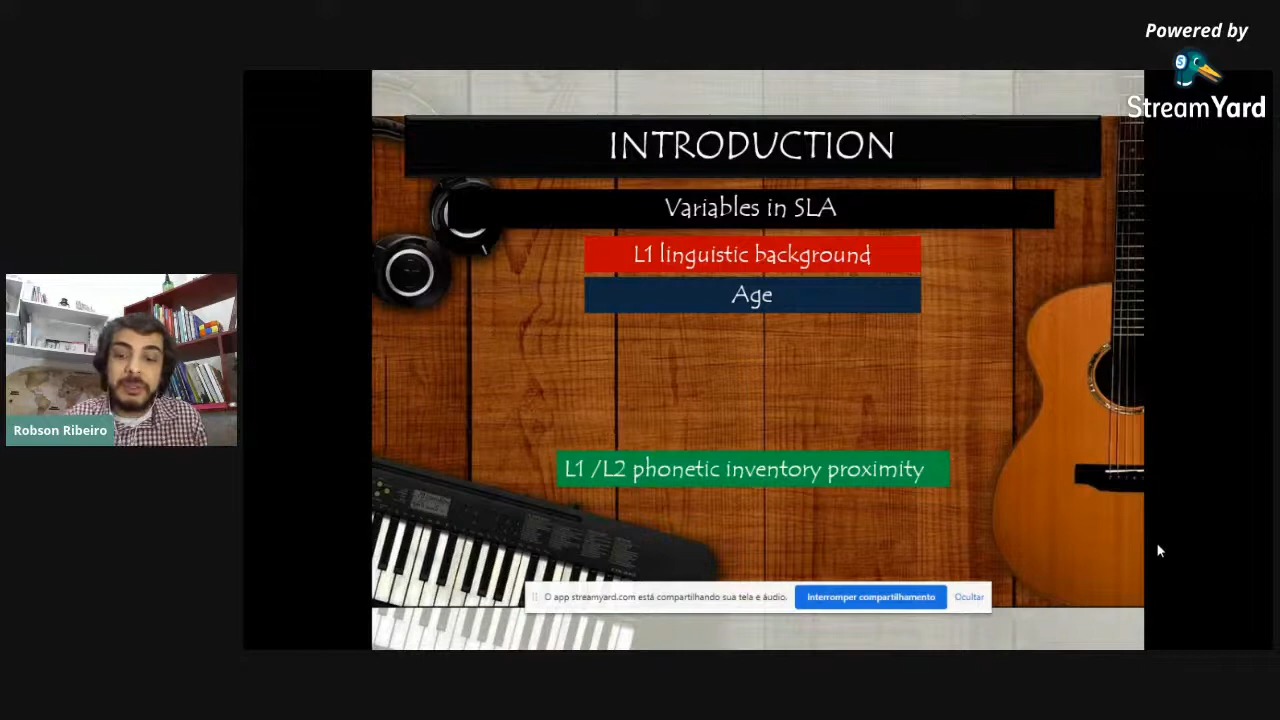 Powered by
StreamYard
INTRODUCTION
Variables in SLA
L1 linguistic background
Age
L1 /L2 phonetic inventory proximity
Robson Ribeiro
O app streamyard.com está compartilhando sua tela e áudio.
Interromper compartilhamento
Ocultar